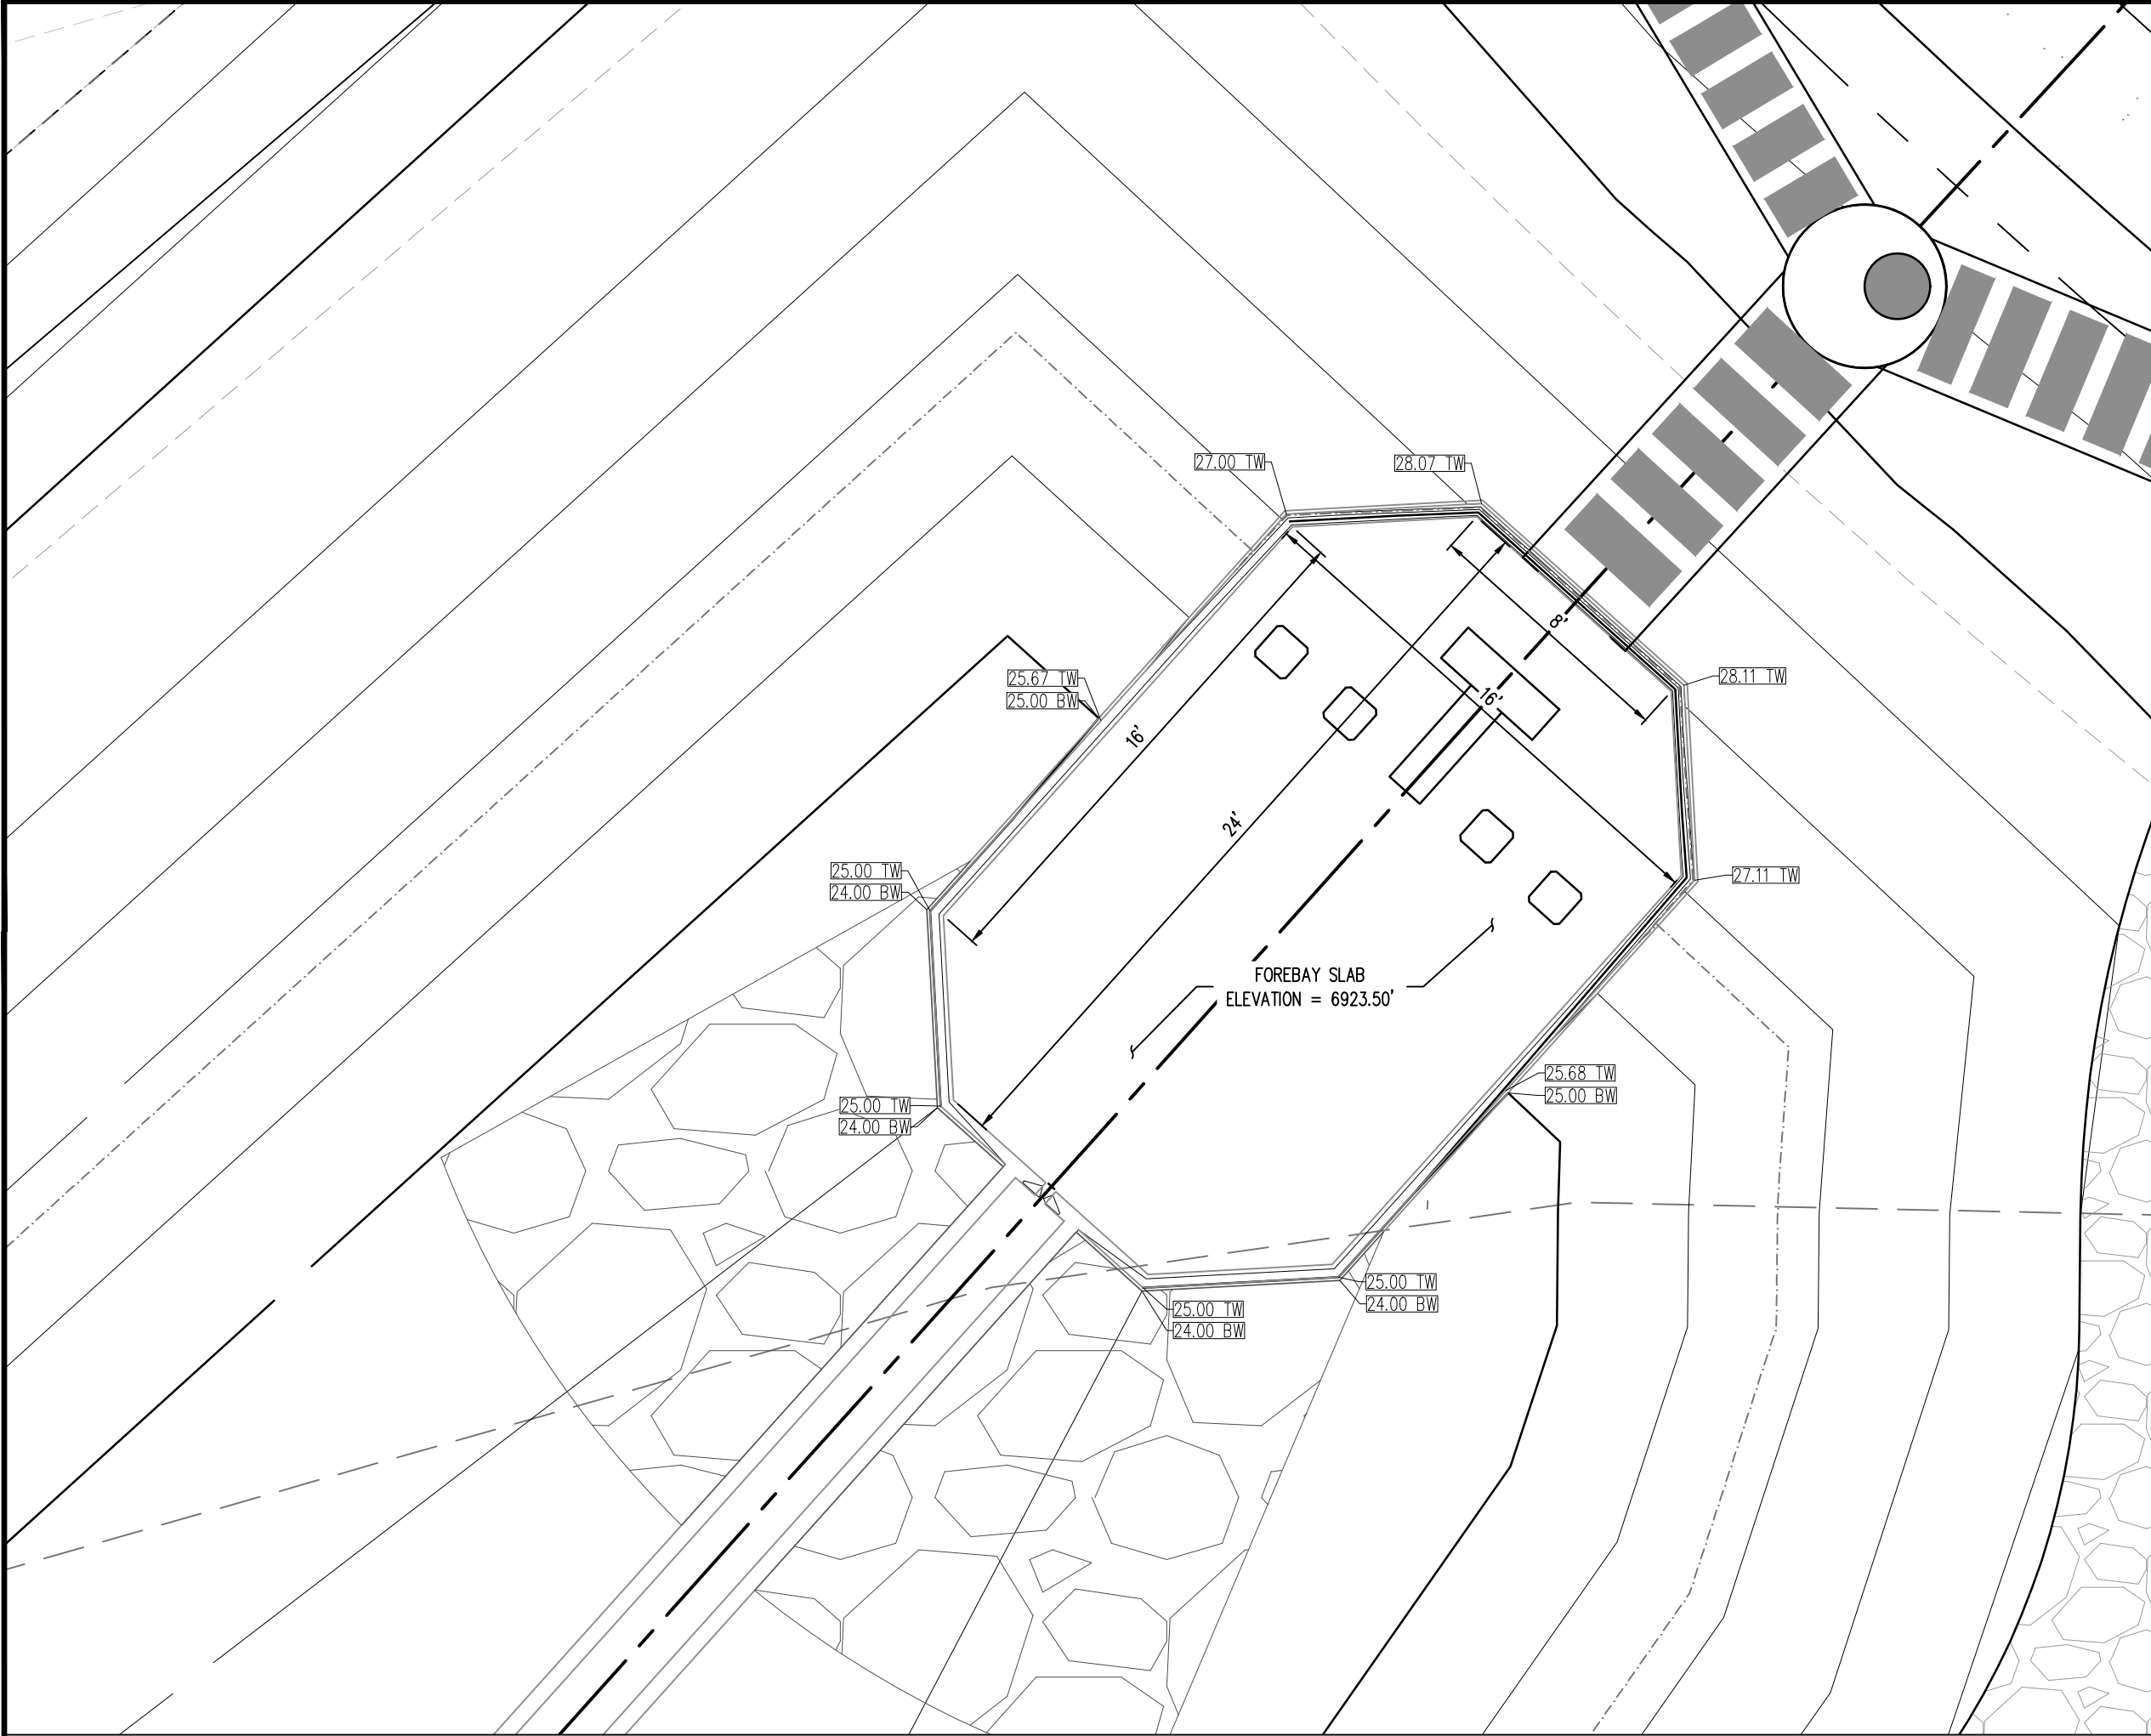 27.00 TW
28.07 TW
8'
25.67 TW
25.00 BW
28.11 TW
16'
16'
24'
25.00 TW
24.00 BW
27.11 TW
FOREBAY SLAB
ELEVATION = 6923.50'
25.68 TW
25.00 BW
25.00 TW
24.00 BW
25.00 TW
24.00 BW
25.00 TW
24.00 BW